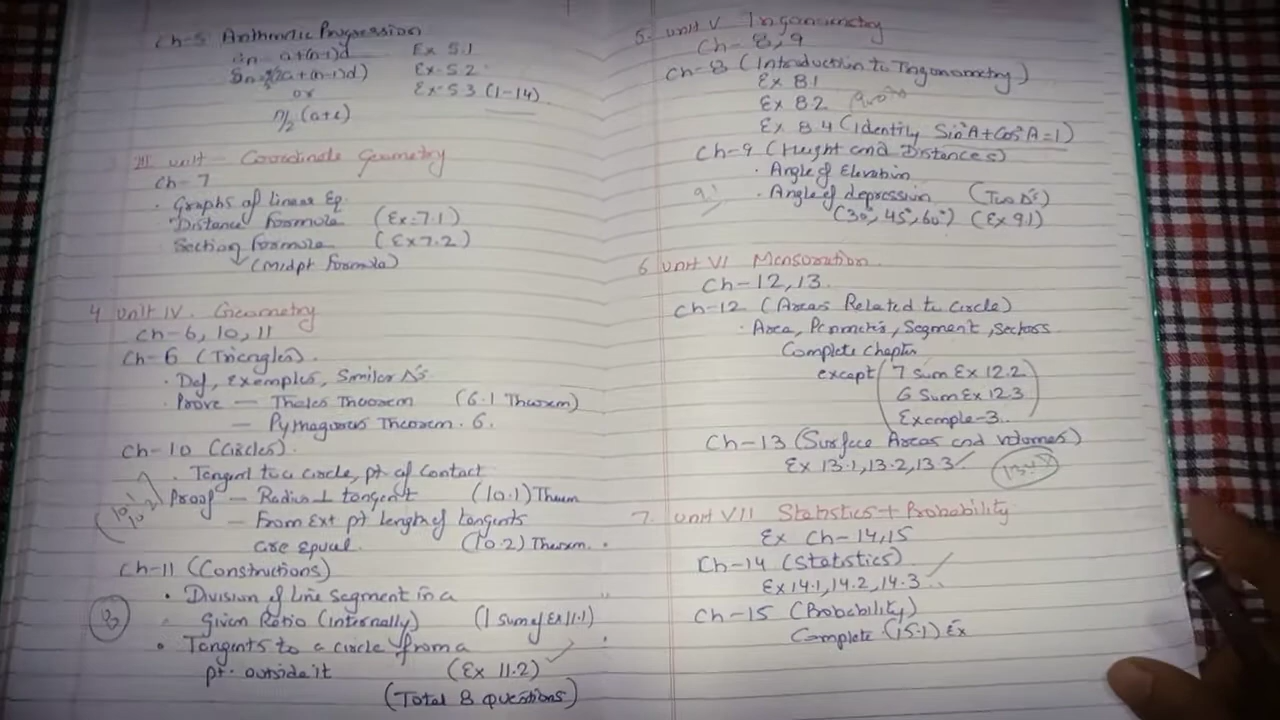 Ch-5 Arithmetic Progression
an = a+(n-1)d Ex 5.1
Sn = n/2(2a+(n-1)d) Ex-5.2
or Ex-5.3 (1-14)
n/2 (a+l)
III unit - Coordinate Geometry
Ch-7
· Graphs of linear Eq.
Distance Formula (Ex-7.1)
Section Formula (Ex7.2)
(Midpt Formula)
4 Unit IV. Geometry
Ch-6, 10, 11
Ch-6 (Triangles).
· Def, Examples, Similar Δ's
· Prove — Thales Theorem (6.1 Theorem)
— Pythagoras Theorem. 6.
Ch-10 (Circles).
· Tangent to a circle, pt of contact
Proof — Radius ⊥ tangent (10.1) Theorem
— From Ext pt length of tangents
are equal. (10.2) Theorem.
10.1
10.2
Ch-11 (Constructions)
· Division of line segment in a
Given Ratio (internally) (1 sum of Ex 11.1)
· Tangents to a circle from a
pt. outside it (Ex 11.2)
(Total 8 questions)
5. Unit V Trigonometry
Ch-8, 9
Ch-8 (Introduction to Trigonometry)
Ex 8.1
Ex 8.2
Ex 8.4 (Identity Sin²A+Cos²A=1)
Ch-9 (Height and Distances)
· Angle of Elevation
· Angle of depression (Two Δ's)
(30°, 45°, 60°) (Ex 9.1)
6 Unit VI Mensuration.
Ch-12, 13.
Ch-12 (Areas Related to Circle)
· Area, Perimeter, Segment, Sectors
Complete Chapter
except (7 Sum Ex 12.2
6 Sum Ex 12.3
Example-3..)
Ch-13 (Surface Areas and Volumes)
Ex 13.1, 13.2, 13.3 ✓ 13.4
7. Unit VII Statistics + Probability
Ex Ch-14, 15
Ch-14 (Statistics)
Ex 14.1, 14.2, 14.3..
Ch-15 (Probability)
Complete (15.1) Ex